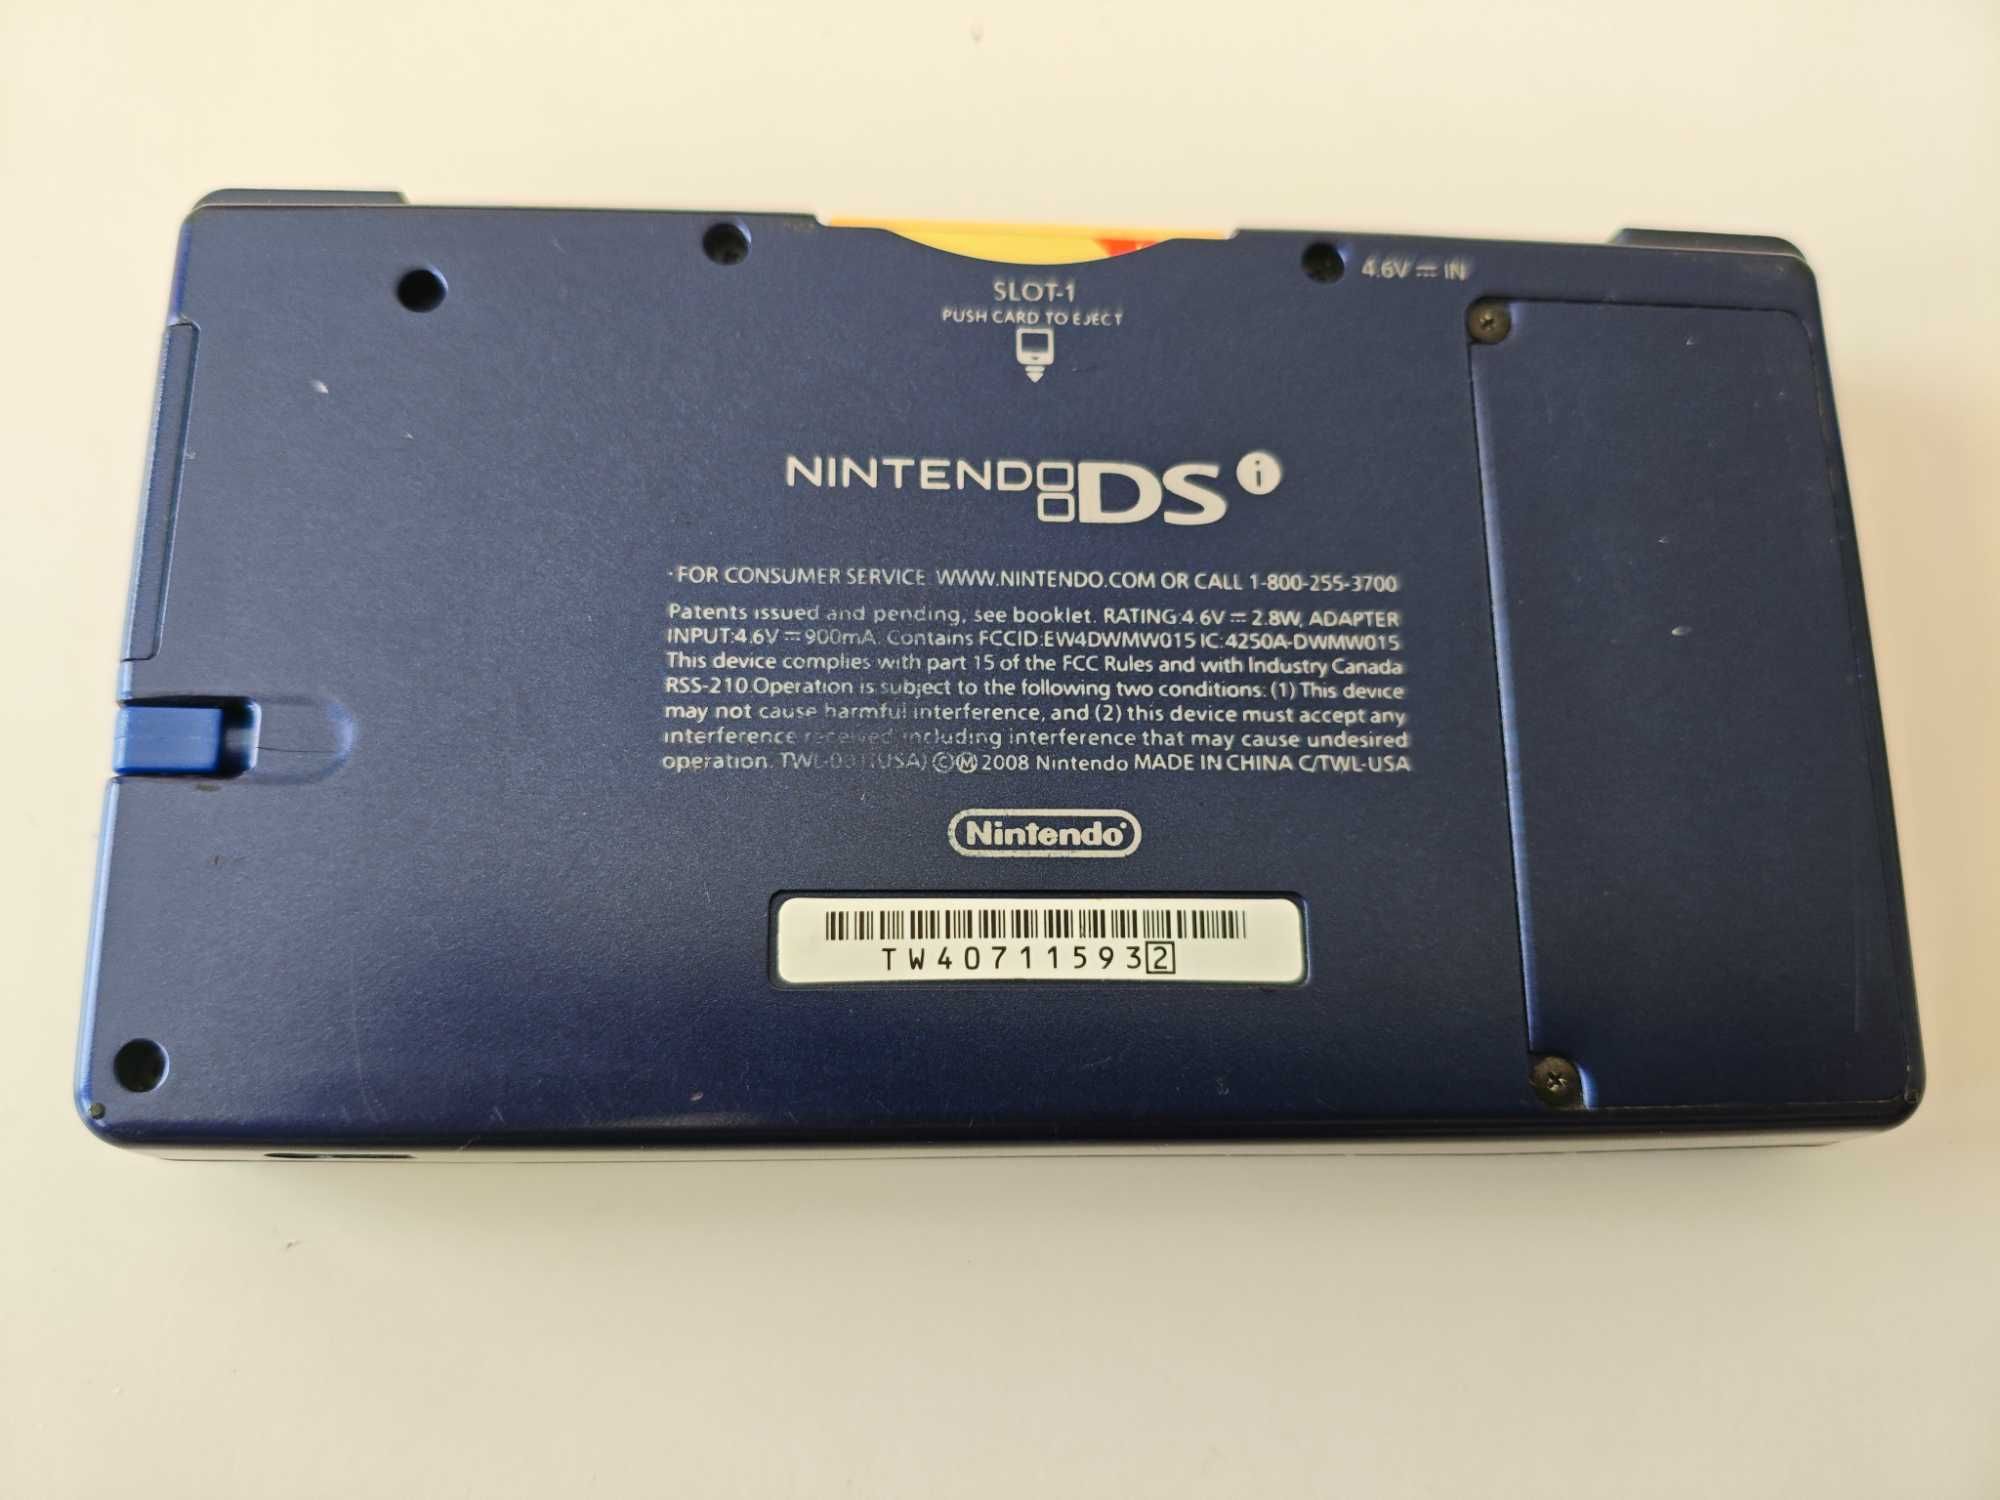 SLOT-1
PUSH CARD TO EJECT
4.6V ⎓ IN
NINTENDO DS i
·FOR CONSUMER SERVICE WWW.NINTENDO.COM OR CALL 1-800-255-3700
Patents issued and pending, see booklet. RATING:4.6V ⎓ 2.8W, ADAPTER
INPUT:4.6V ⎓ 900mA. Contains FCCID:EW4DWMW015 IC:4250A-DWMW015
This device complies with part 15 of the FCC Rules and with Industry Canada
RSS-210.Operation is subject to the following two conditions: (1) This device
may not cause harmful interference, and (2) this device must accept any
interference received including interference that may cause undesired
operation. TWL-001(USA) ©Ⓜ 2008 Nintendo MADE IN CHINA C/TWL-USA
Nintendo®
TW407115932